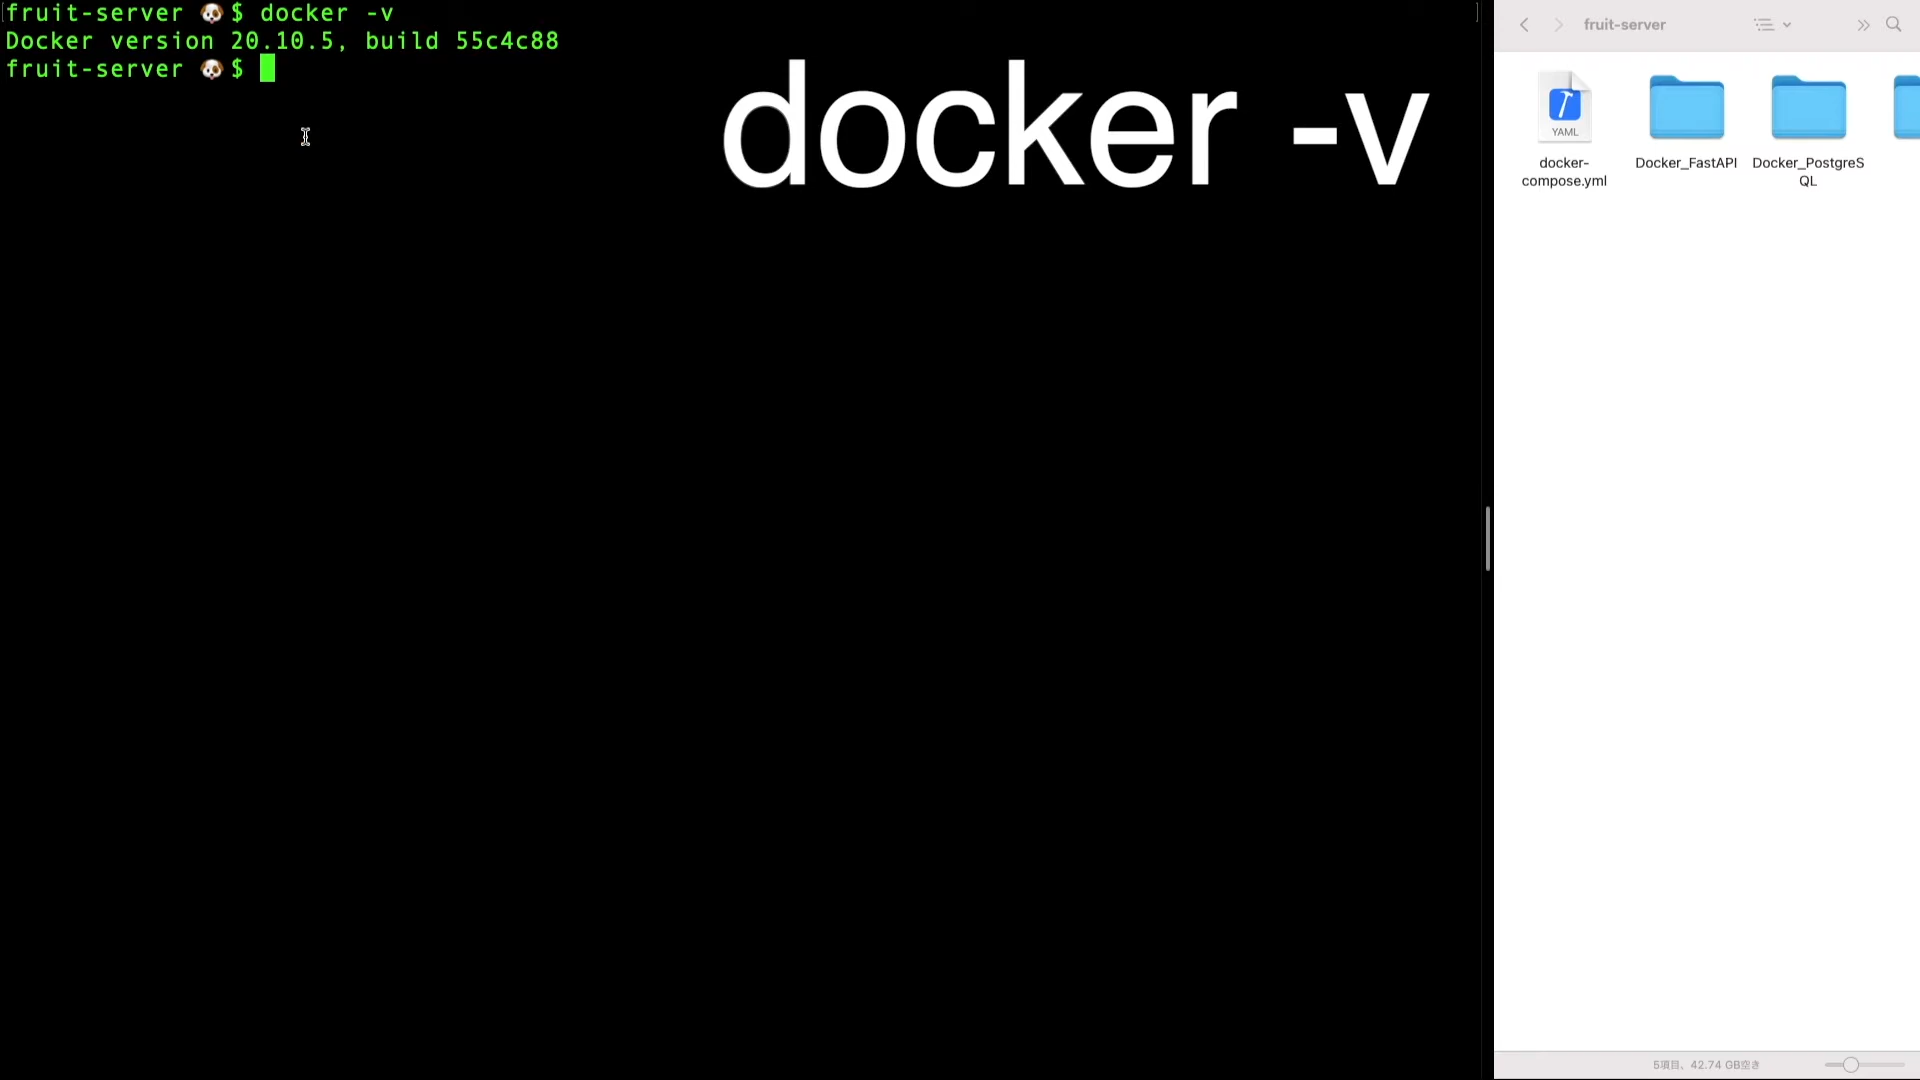 fruit-server 🐶 $ docker -v
Docker version 20.10.5, build 55c4c88
fruit-server 🐶 $
docker -v
fruit-server
YAML
docker-
compose.yml
Docker_FastAPI
Docker_PostgreS
QL
5項目、42.74 GB空き